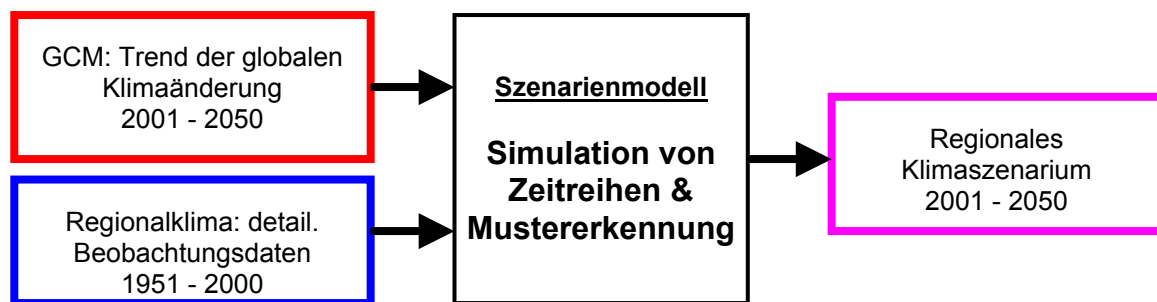 GCM: Trend der globalen
Klimaänderung
2001 - 2050
Regionalklima: detail.
Beobachtungsdaten
1951 - 2000
Szenarienmodell
Simulation von
Zeitreihen &
Mustererkennung
Regionales
Klimaszenarium
2001 - 2050